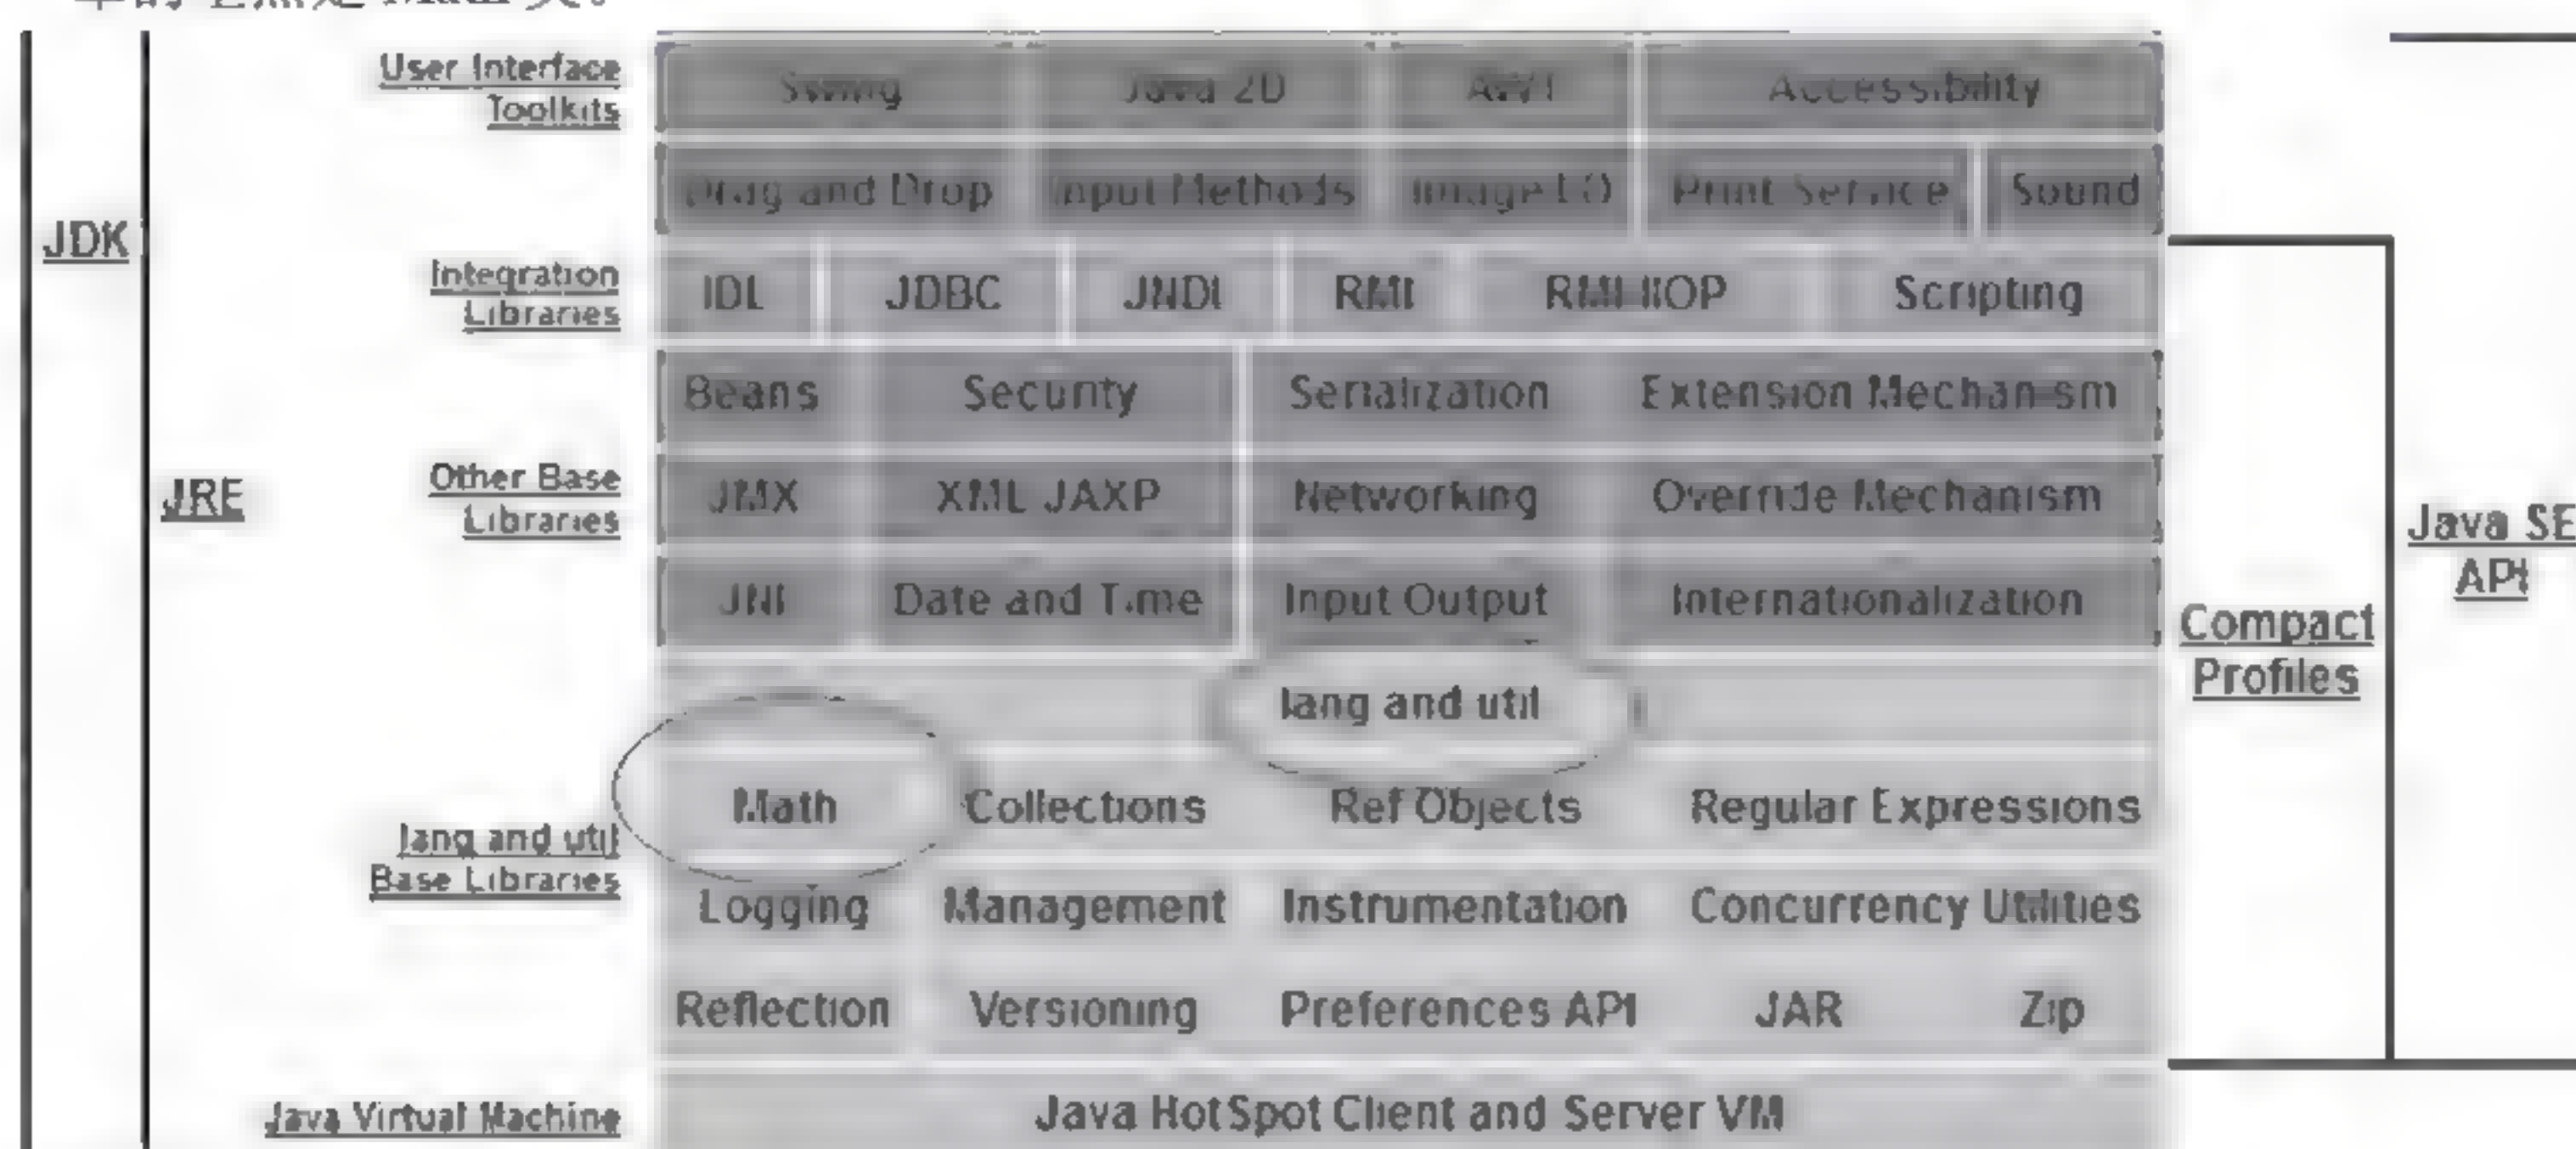 Math 类。
User Interface
Toolkits
Swing Java 2D AWT Accessibility
Drag and Drop Input Methods Image I/O Print Service Sound
JDK
Integration
Libraries
IDL JDBC JNDI RMI RMI-IIOP Scripting
Beans Security Serialization Extension Mechanism
JRE
Other Base
Libraries
JMX XML JAXP Networking Override Mechanism
Java SE
API
JNI Date and Time Input Output Internationalization
Compact
Profiles
lang and util
Math Collections Ref Objects Regular Expressions
lang and util
Base Libraries
Logging Management Instrumentation Concurrency Utilities
Reflection Versioning Preferences API JAR Zip
Java Virtual Machine
Java HotSpot Client and Server VM